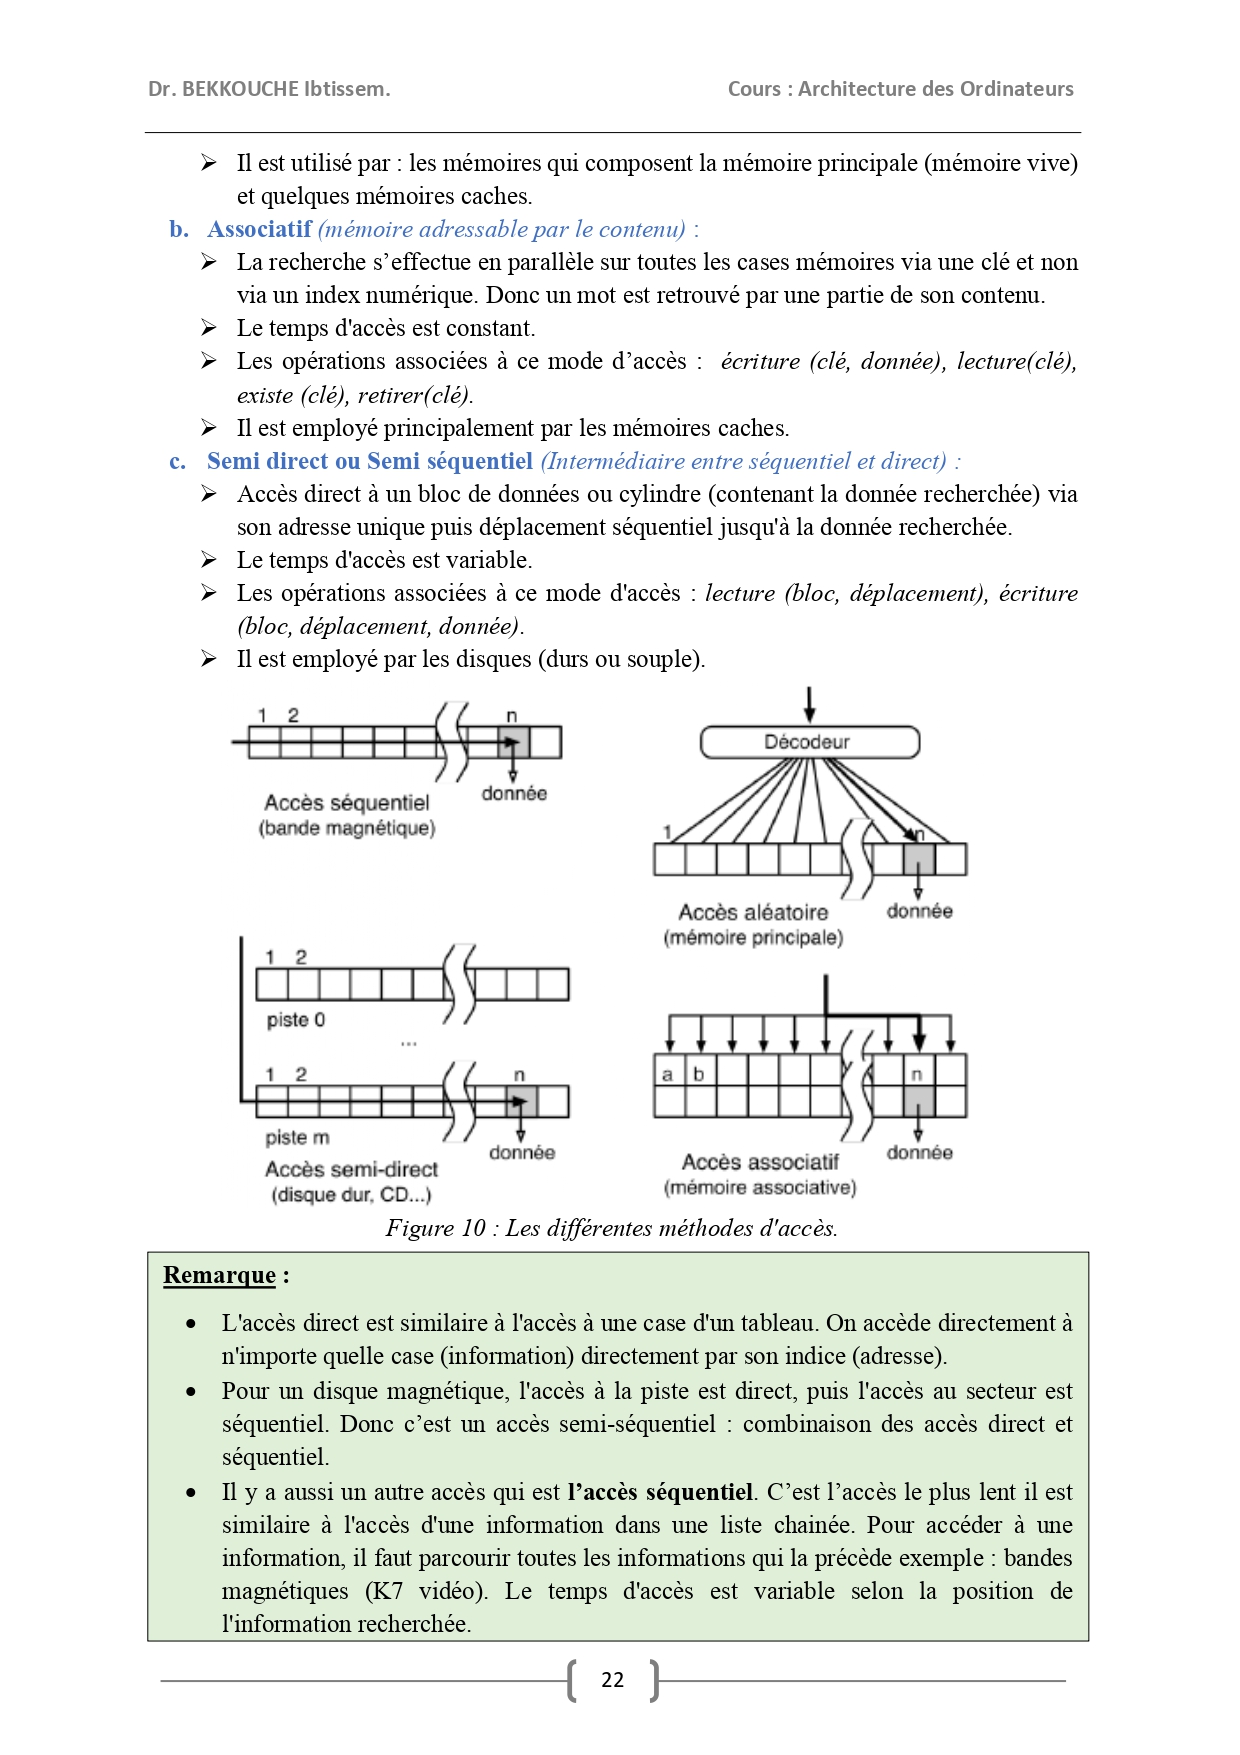 Dr. BEKKOUCHE Ibtissem. Cours : Architecture des Ordinateurs
➢ Il est utilisé par : les mémoires qui composent la mémoire principale (mémoire vive)
et quelques mémoires caches.
b. Associatif (mémoire adressable par le contenu) :
➢ La recherche s’effectue en parallèle sur toutes les cases mémoires via une clé et non
via un index numérique. Donc un mot est retrouvé par une partie de son contenu.
➢ Le temps d'accès est constant.
➢ Les opérations associées à ce mode d’accès : écriture (clé, donnée), lecture(clé),
existe (clé), retirer(clé).
➢ Il est employé principalement par les mémoires caches.
c. Semi direct ou Semi séquentiel (Intermédiaire entre séquentiel et direct) :
➢ Accès direct à un bloc de données ou cylindre (contenant la donnée recherchée) via
son adresse unique puis déplacement séquentiel jusqu'à la donnée recherchée.
➢ Le temps d'accès est variable.
➢ Les opérations associées à ce mode d'accès : lecture (bloc, déplacement), écriture
(bloc, déplacement, donnée).
➢ Il est employé par les disques (durs ou souple).
1 2 n
donnée
Accès séquentiel
(bande magnétique)
Décodeur
1 n
donnée
Accès aléatoire
(mémoire principale)
1 2
piste 0
...
1 2 n
piste m
donnée
Accès semi-direct
(disque dur, CD...)
a b n
donnée
Accès associatif
(mémoire associative)
Figure 10 : Les différentes méthodes d'accès.
Remarque :
• L'accès direct est similaire à l'accès à une case d'un tableau. On accède directement à
n'importe quelle case (information) directement par son indice (adresse).
• Pour un disque magnétique, l'accès à la piste est direct, puis l'accès au secteur est
séquentiel. Donc c’est un accès semi-séquentiel : combinaison des accès direct et
séquentiel.
• Il y a aussi un autre accès qui est l’accès séquentiel. C’est l’accès le plus lent il est
similaire à l'accès d'une information dans une liste chainée. Pour accéder à une
information, il faut parcourir toutes les informations qui la précède exemple : bandes
magnétiques (K7 vidéo). Le temps d'accès est variable selon la position de
l'information recherchée.
22